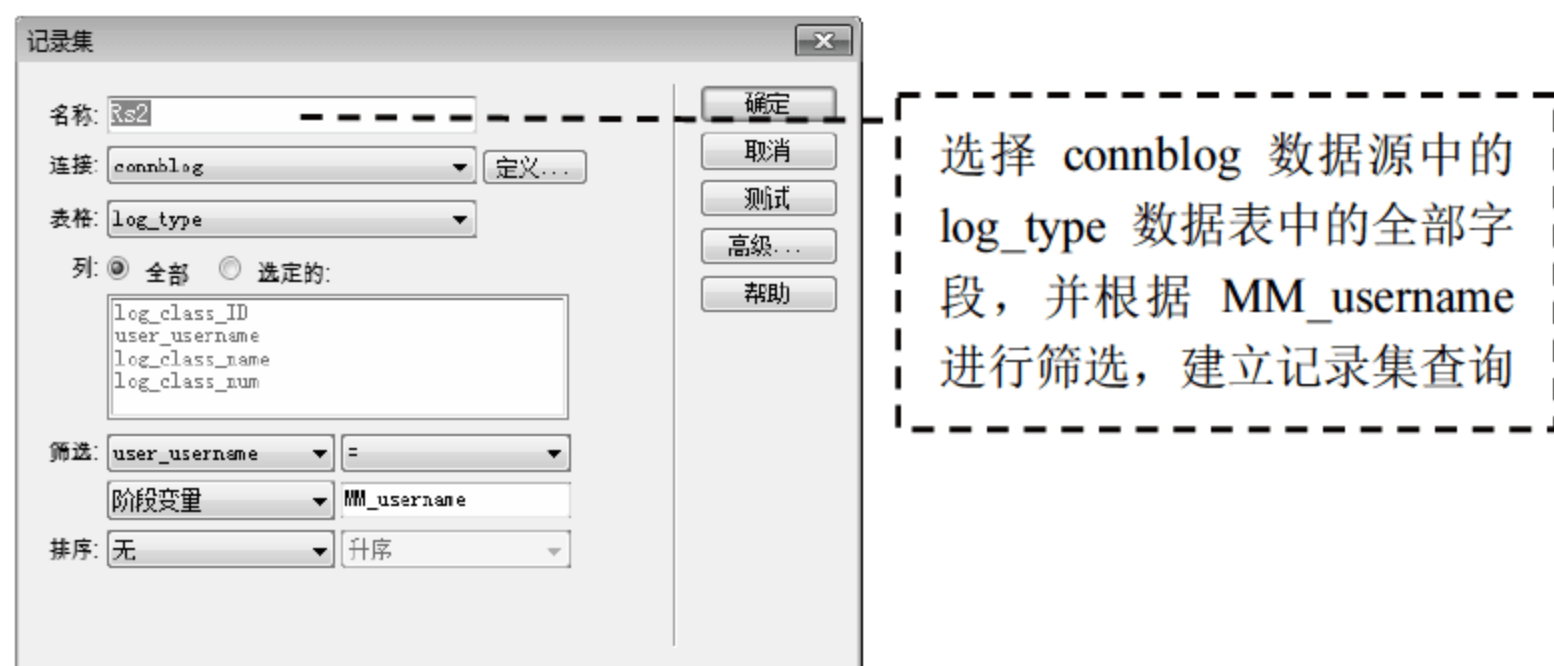 记录集
名称: Rs2
连接: connblog 定义...
表格: log_type
列: 全部 选定的:
log_class_ID
user_username
log_class_name
log_class_num
筛选: user_username =
阶段变量 MM_username
排序: 无 升序
确定
取消
测试
高级...
帮助
选择 connblog 数据源中的
log_type 数据表中的全部字
段，并根据 MM_username
进行筛选，建立记录集查询